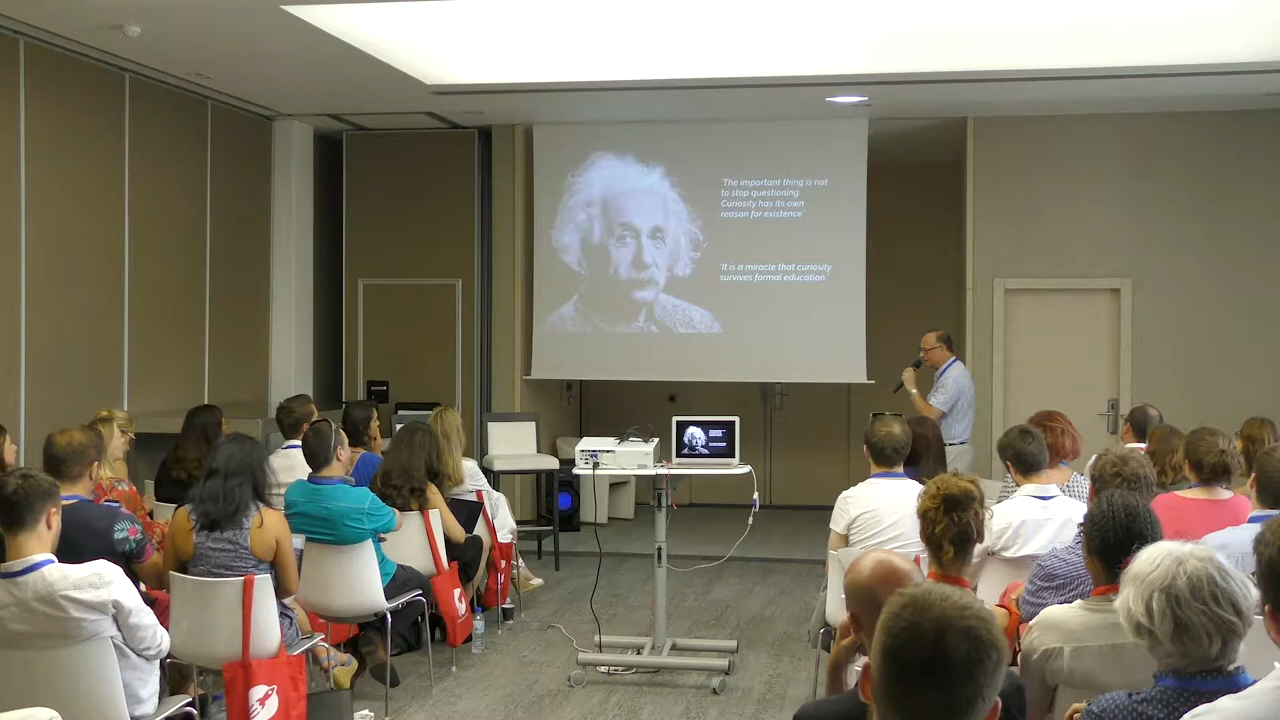 'The important thing is not
to stop questioning.
Curiosity has its own
reason for existence'
'It is a miracle that curiosity
survives formal education.'